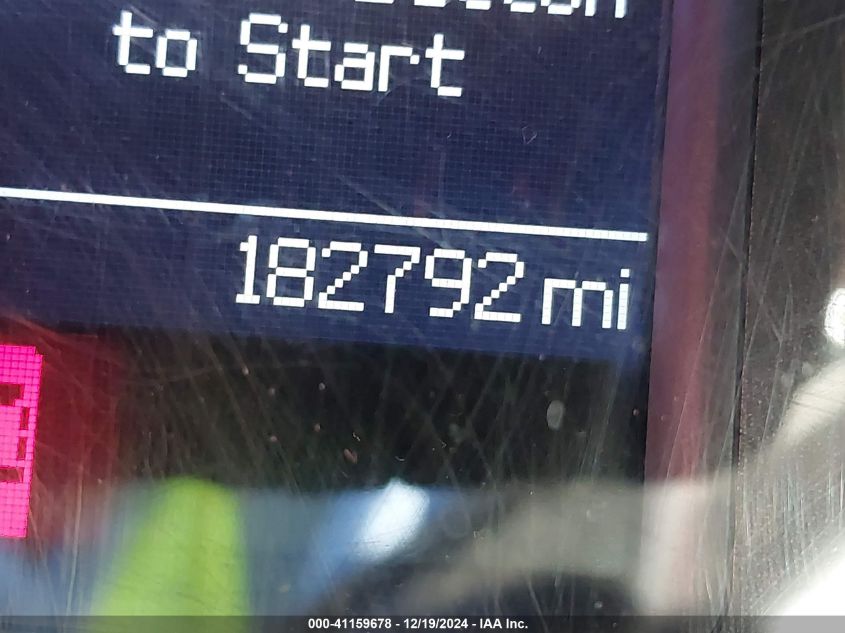 to Start
182792 mi
000-41159678 - 12/19/2024 - IAA Inc.